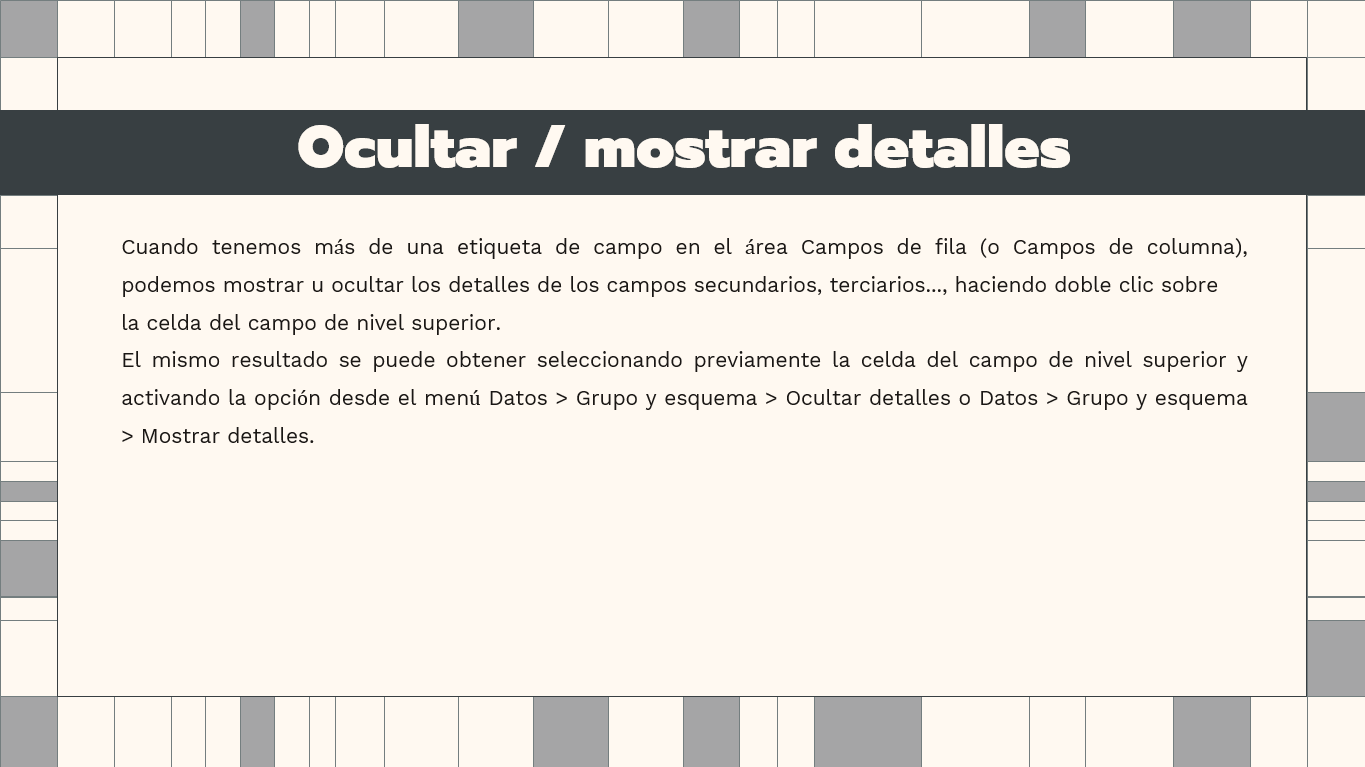 Ocultar / mostrar detalles
Cuando tenemos más de una etiqueta de campo en el área Campos de fila (o Campos de columna),
podemos mostrar u ocultar los detalles de los campos secundarios, terciarios..., haciendo doble clic sobre
la celda del campo de nivel superior.
El mismo resultado se puede obtener seleccionando previamente la celda del campo de nivel superior y
activando la opción desde el menú Datos > Grupo y esquema > Ocultar detalles o Datos > Grupo y esquema
> Mostrar detalles.